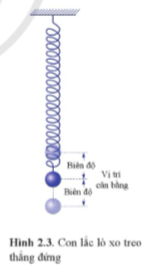 Biên độ
Vị trí
cân bằng
Biên độ
Hình 2.3. Con lắc lò xo treo
thẳng đứng